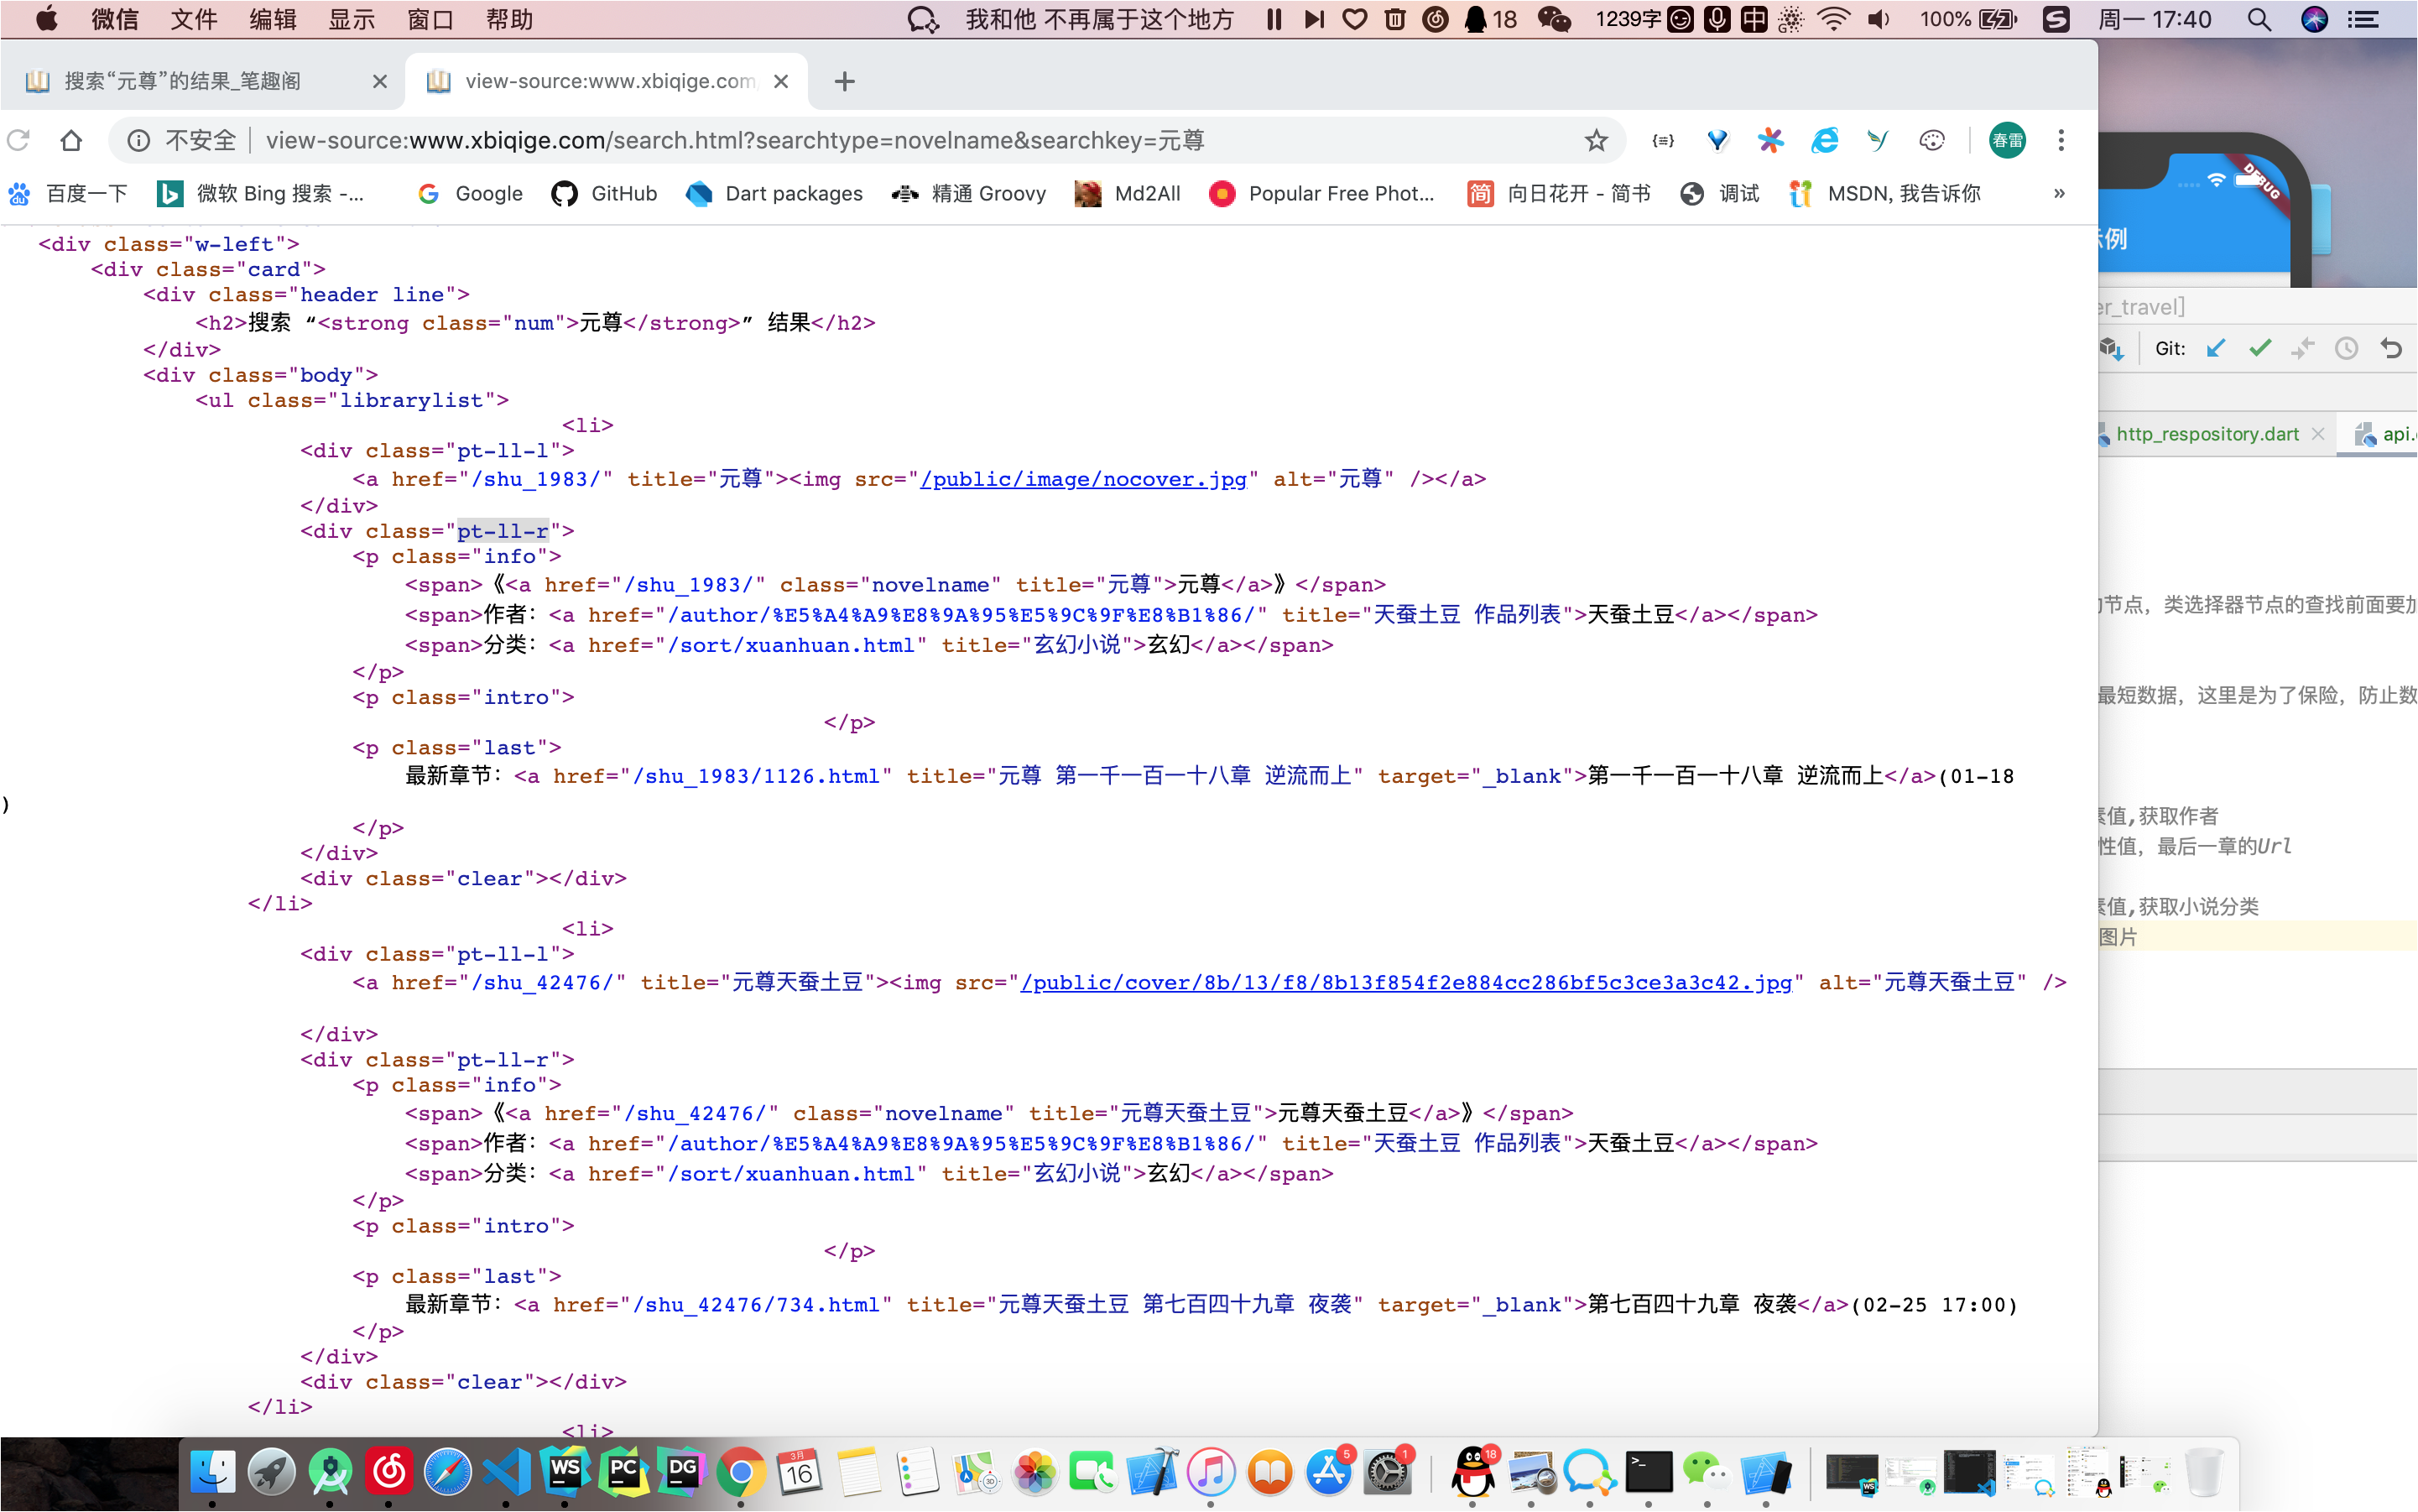 微信 文件 编辑 显示 窗口 帮助 我和他 不再属于这个地方 18 1239字 中 100% 周一 17:40
搜索“元尊”的结果_笔趣阁 view-source:www.xbiqige.com
不安全 view-source:www.xbiqige.com/search.html?searchtype=novelname&searchkey=元尊 春雷
百度一下 微软 Bing 搜索 -... Google GitHub Dart packages 精通 Groovy Md2All Popular Free Phot... 简 向日花开 - 简书 调试 MSDN, 我告诉你 »
DEBUG
示例
<div class="w-left">
<div class="card">
<div class="header line">
er_travel]
<h2>搜索 “<strong class="num">元尊</strong>” 结果</h2>
</div>
Git:
<div class="body">
<ul class="librarylist">
<li>
http_respository.dart api.
<div class="pt-ll-l">
<a href="/shu_1983/" title="元尊"><img src="/public/image/nocover.jpg" alt="元尊" /></a>
</div>
<div class="pt-ll-r">
<p class="info">
<span>《<a href="/shu_1983/" class="novelname" title="元尊">元尊</a>》</span>
节点，类选择器节点的查找前面要加
<span>作者：<a href="/author/%E5%A4%A9%E8%9A%95%E5%9C%9F%E8%B1%86/" title="天蚕土豆 作品列表">天蚕土豆</a></span>
<span>分类：<a href="/sort/xuanhuan.html" title="玄幻小说">玄幻</a></span>
</p>
<p class="intro">
最短数据，这里是为了保险，防止数
</p>
<p class="last">
最新章节：<a href="/shu_1983/1126.html" title="元尊 第一千一百一十八章 逆流而上" target="_blank">第一千一百一十八章 逆流而上</a>(01-18
)
素值,获取作者
</p>
性值，最后一章的Url
</div>
<div class="clear"></div>
</li>
素值,获取小说分类
<li>
图片
<div class="pt-ll-l">
<a href="/shu_42476/" title="元尊天蚕土豆"><img src="/public/cover/8b/13/f8/8b13f854f2e884cc286bf5c3ce3a3c42.jpg" alt="元尊天蚕土豆" />
</div>
<div class="pt-ll-r">
<p class="info">
<span>《<a href="/shu_42476/" class="novelname" title="元尊天蚕土豆">元尊天蚕土豆</a>》</span>
<span>作者：<a href="/author/%E5%A4%A9%E8%9A%95%E5%9C%9F%E8%B1%86/" title="天蚕土豆 作品列表">天蚕土豆</a></span>
<span>分类：<a href="/sort/xuanhuan.html" title="玄幻小说">玄幻</a></span>
</p>
<p class="intro">
</p>
<p class="last">
最新章节：<a href="/shu_42476/734.html" title="元尊天蚕土豆 第七百四十九章 夜袭" target="_blank">第七百四十九章 夜袭</a>(02-25 17:00)
</p>
</div>
<div class="clear"></div>
</li>
<li>
WS PC DG 3月 16 5 1 18